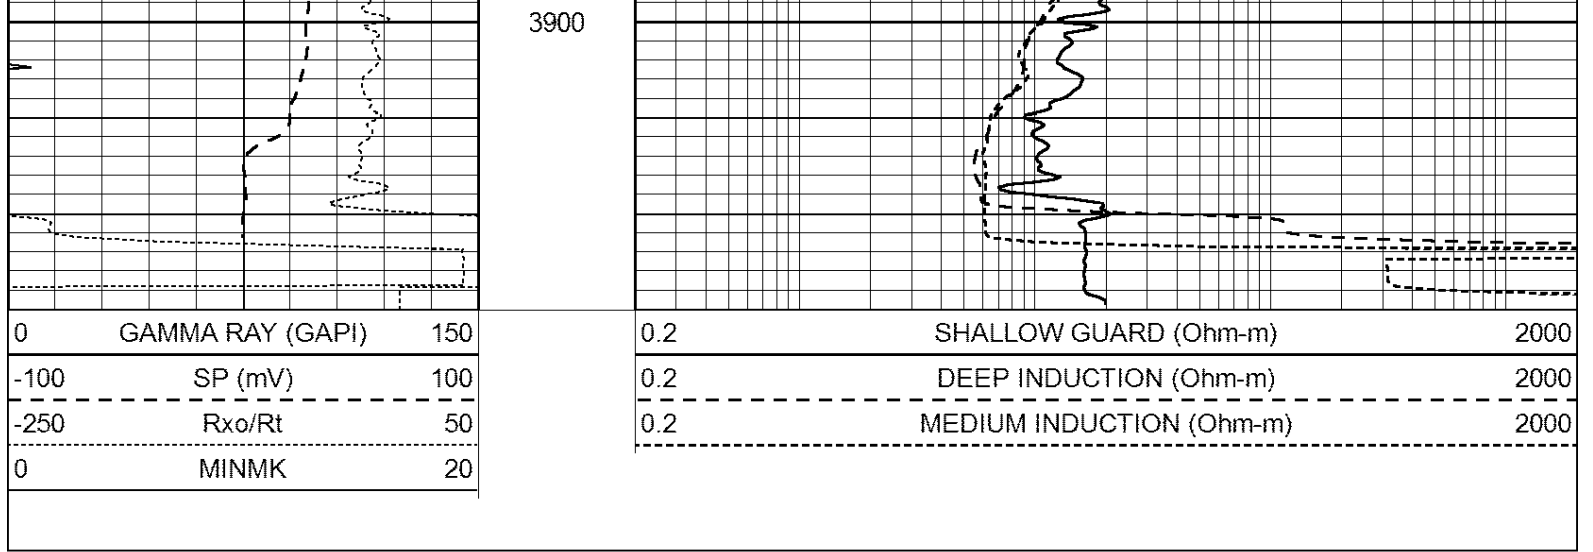 3900
0 GAMMA RAY (GAPI) 150
-100 SP (mV) 100
-250 Rxo/Rt 50
0 MINMK 20
0.2 SHALLOW GUARD (Ohm-m) 2000
0.2 DEEP INDUCTION (Ohm-m) 2000
0.2 MEDIUM INDUCTION (Ohm-m) 2000